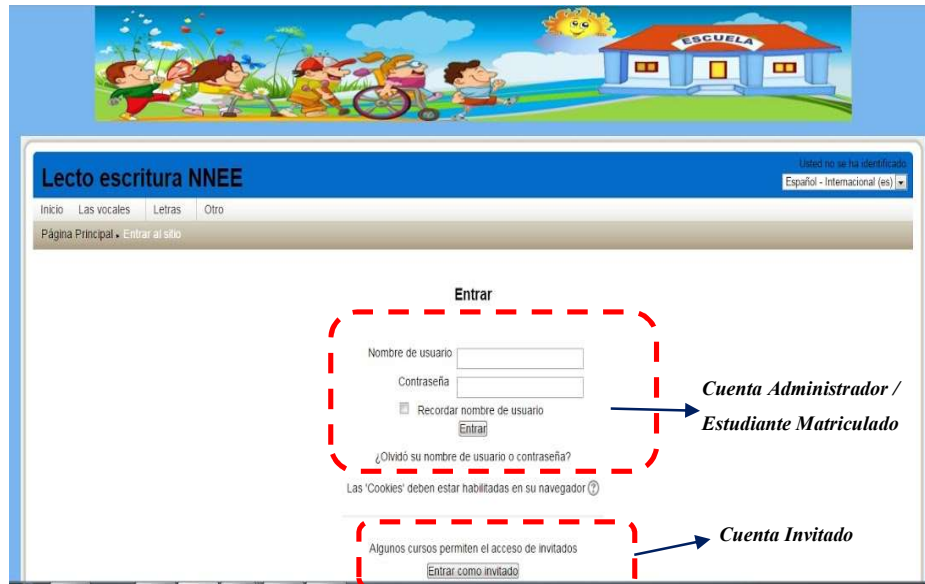 ESCUELA
Usted no se ha identificado
Lecto escritura NNEE
Español - Internacional (es)
Inicio Las vocales Letras Otro
Página Principal • Entrar al sitio
Entrar
Nombre de usuario
Contraseña
Recordar nombre de usuario
Entrar
¿Olvidó su nombre de usuario o contraseña?
Las 'Cookies' deben estar habilitadas en su navegador ?
Cuenta Administrador /
Estudiante Matriculado
Algunos cursos permiten el acceso de invitados
Entrar como invitado
Cuenta Invitado